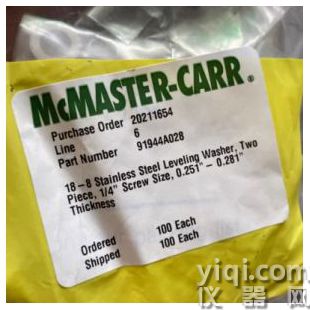 McMASTER-CARR®
Purchase Order 20211654
Line 6
Part Number 91944A028
18-8 Stainless Steel Leveling Washer, Two
Piece, 1/4" Screw Size, 0.251" - 0.281"
Thickness
Ordered 100 Each
Shipped 100 Each
yiqi.com
仪器网